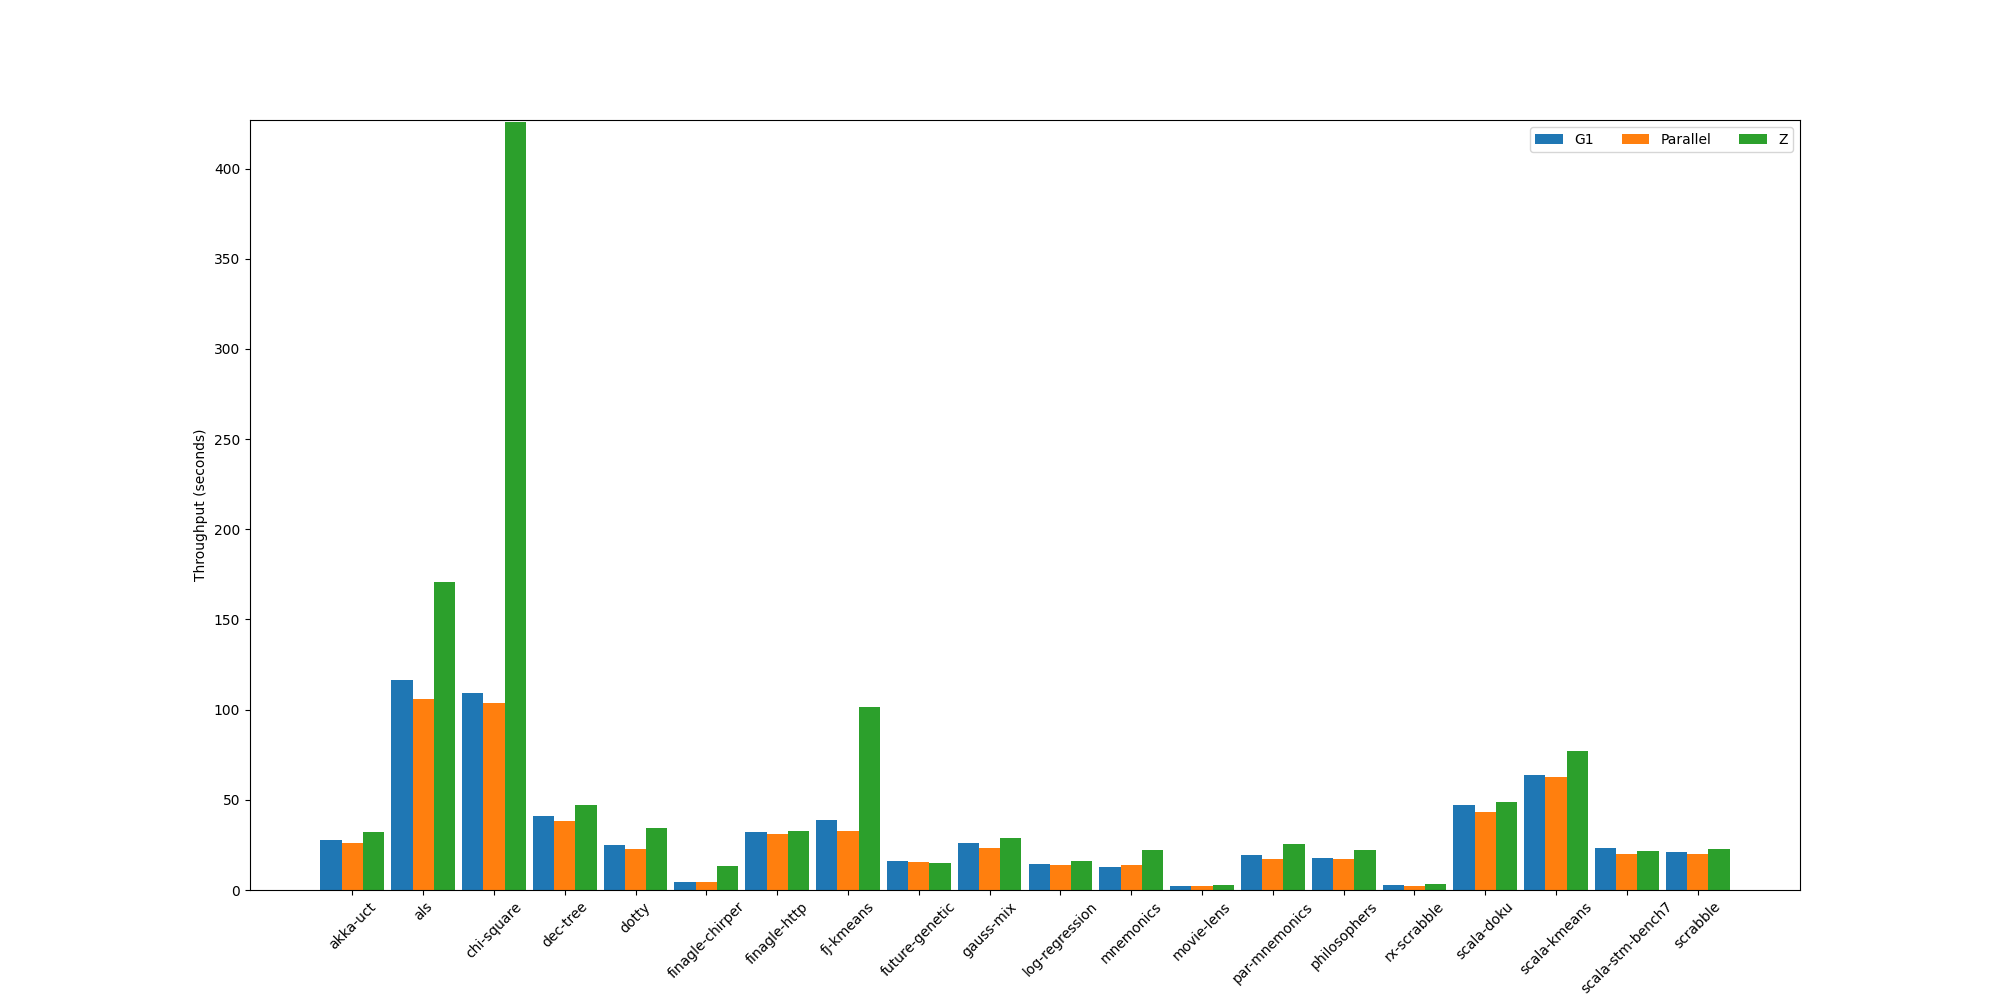 G1 Parallel Z
400
350
300
250
200
150
100
50
0
Throughput (seconds)
akka-uct
als
chi-square
dec-tree
dotty
finagle-chirper
finagle-http
fj-kmeans
future-genetic
gauss-mix
log-regression
mnemonics
movie-lens
par-mnemonics
philosophers
rx-scrabble
scala-doku
scala-kmeans
scala-stm-bench7
scrabble